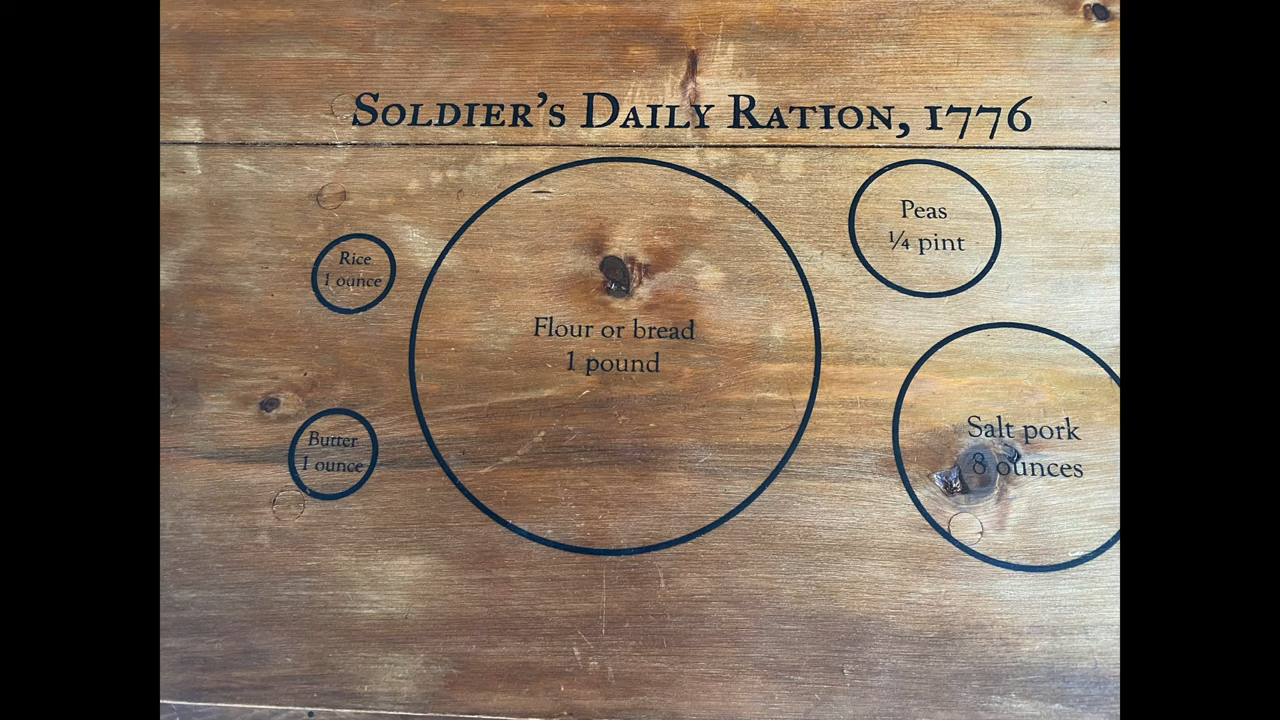 Soldier's Daily Ration, 1776
Rice
1 ounce
Flour or bread
1 pound
Peas
¼ pint
Butter
1 ounce
Salt pork
8 ounces